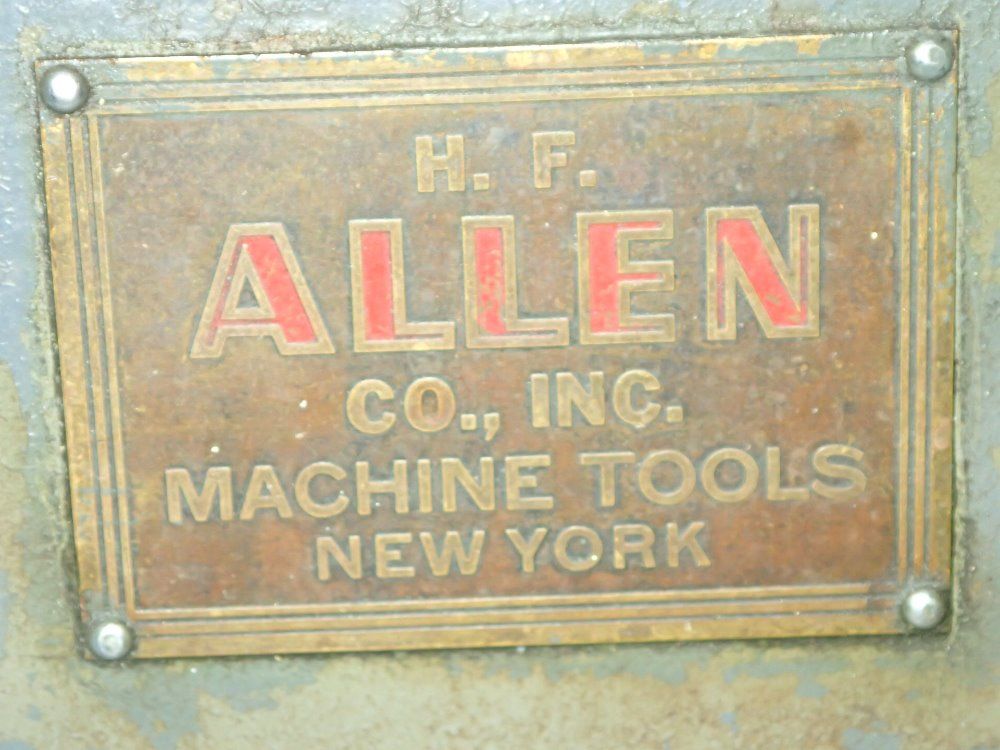 H. F.
ALLEN
CO., INC.
MACHINE TOOLS
NEW YORK